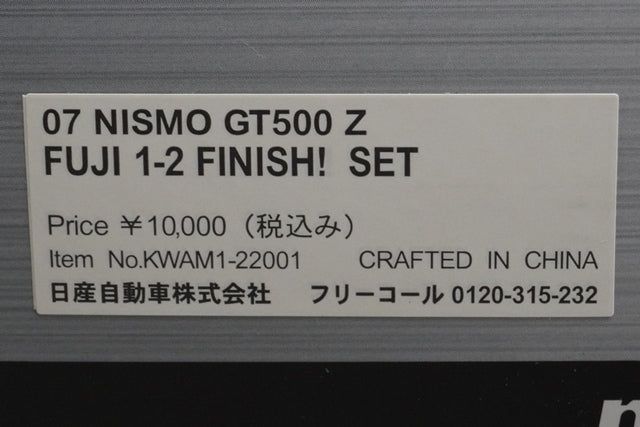 07 NISMO GT500 Z
FUJI 1-2 FINISH! SET
Price ¥10,000（税込み）
Item No.KWAM1-22001 CRAFTED IN CHINA
日産自動車株式会社 フリーコール 0120-315-232